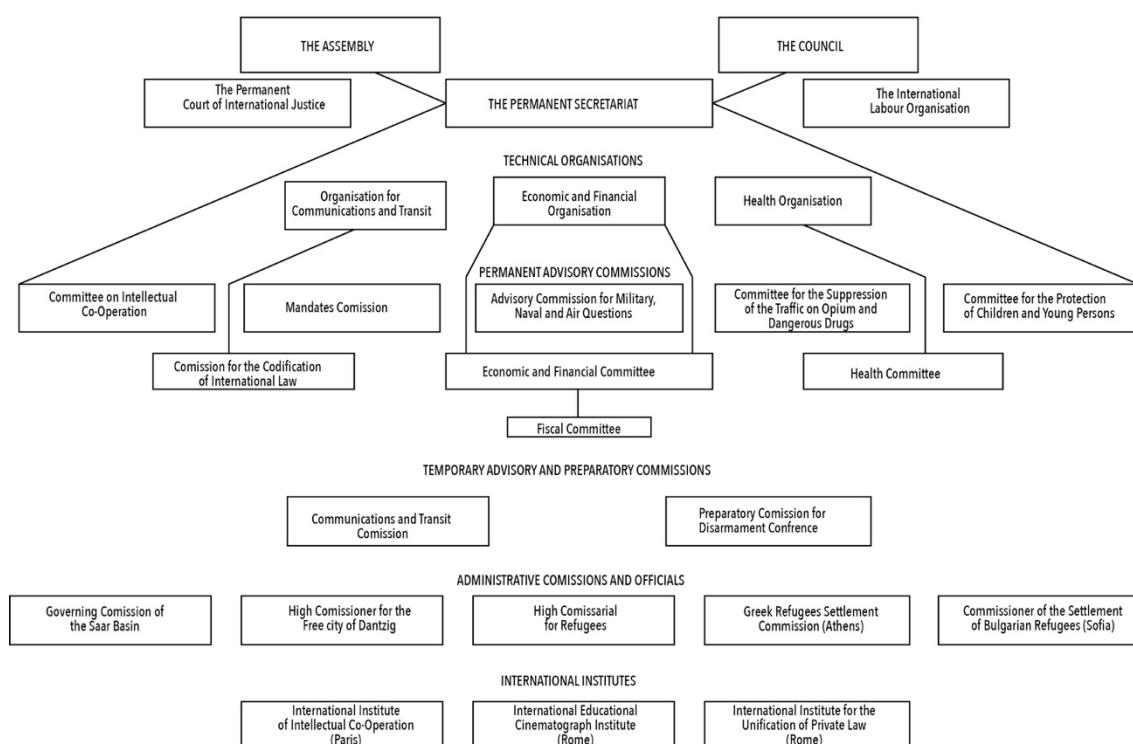 THE ASSEMBLY
THE COUNCIL
The Permanent
Court of International Justice
THE PERMANENT SECRETARIAT
The International
Labour Organisation
TECHNICAL ORGANISATIONS
Organisation for
Communications and Transit
Economic and Financial
Organisation
Health Organisation
PERMANENT ADVISORY COMMISSIONS
Committee on Intellectual
Co-Operation
Mandates Comission
Advisory Commission for Military,
Naval and Air Questions
Committee for the Suppression
of the Traffic on Opium and
Dangerous Drugs
Committee for the Protection
of Children and Young Persons
Comission for the Codification
of International Law
Economic and Financial Committee
Health Committee
Fiscal Committee
TEMPORARY ADVISORY AND PREPARATORY COMMISSIONS
Communications and Transit
Comission
Preparatory Comission for
Disarmament Confrence
ADMINISTRATIVE COMISSIONS AND OFFICIALS
Governing Comission of
the Saar Basin
High Comissioner for the
Free city of Dantzig
High Comissarial
for Refugees
Greek Refugees Settlement
Commission (Athens)
Commissioner of the Settlement
of Bulgarian Refugees (Sofia)
INTERNATIONAL INSTITUTES
International Institute
of Intellectual Co-Operation
(Paris)
International Educational
Cinematograph Institute
(Rome)
International Institute for the
Unification of Private Law
(Rome)